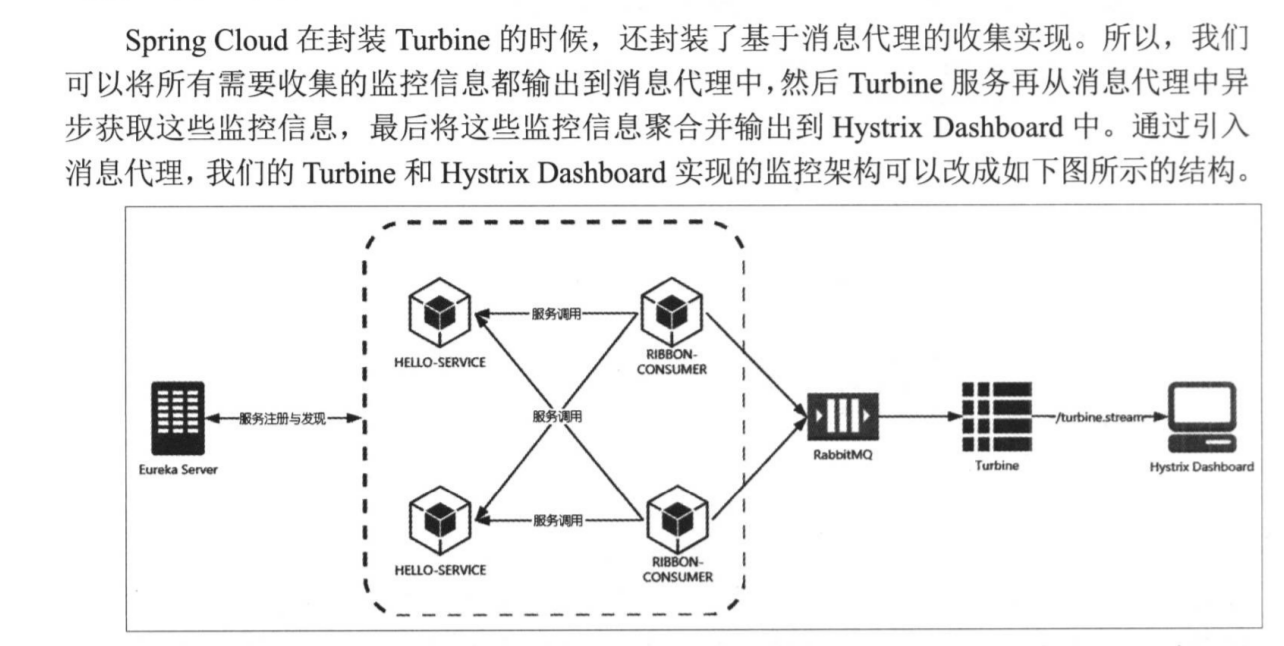 Spring Cloud 在封装 Turbine 的时候，还封装了基于消息代理的收集实现。所以，我们
可以将所有需要收集的监控信息都输出到消息代理中，然后 Turbine 服务再从消息代理中异
步获取这些监控信息，最后将这些监控信息聚合并输出到 Hystrix Dashboard 中。通过引入
消息代理，我们的 Turbine 和 Hystrix Dashboard 实现的监控架构可以改成如下图所示的结构。
服务调用
HELLO-SERVICE
RIBBON-
CONSUMER
服务注册与发现
服务调用
/turbine.stream
Eureka Server
RabbitMQ
Turbine
Hystrix Dashboard
服务调用
HELLO-SERVICE
RIBBON-
CONSUMER